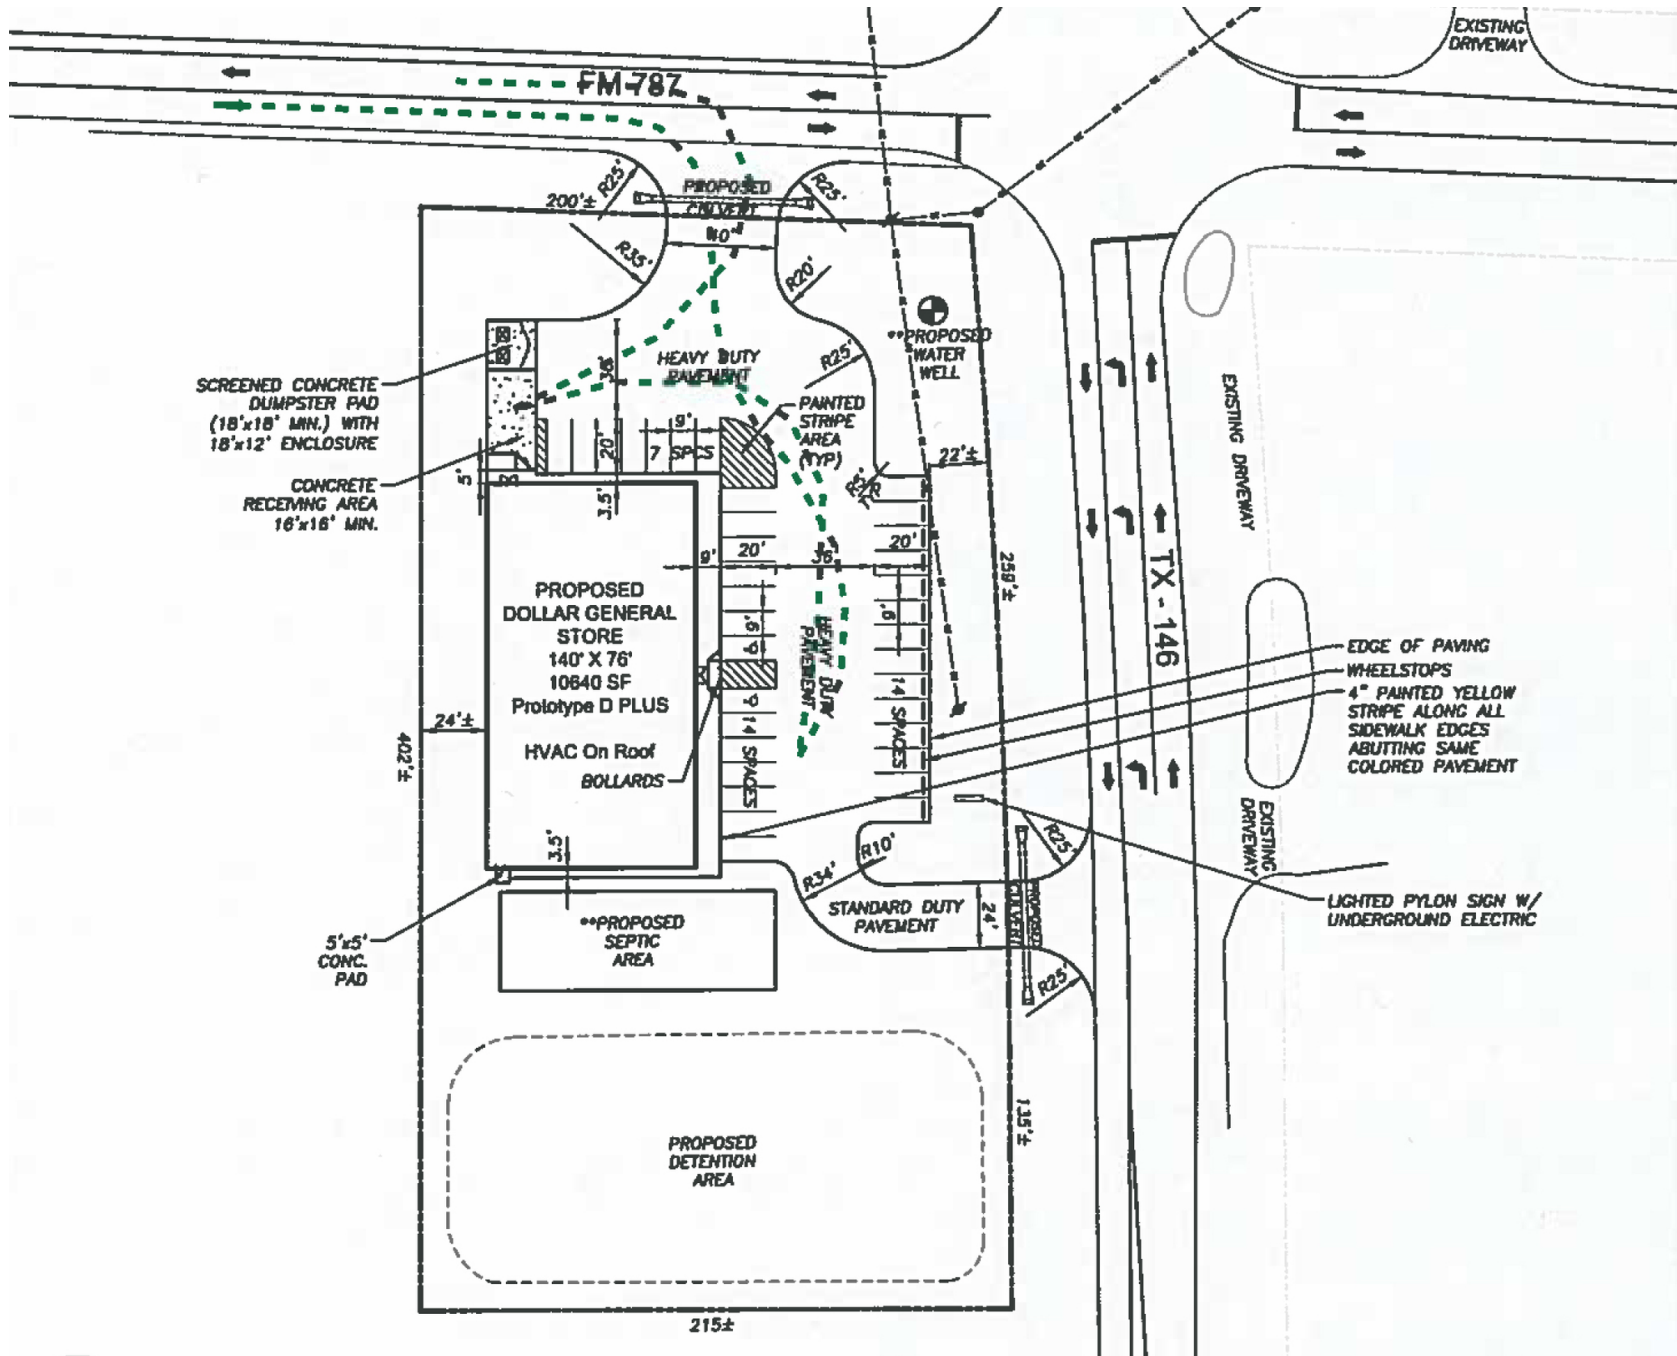 EXISTING
DRIVEWAY
FM-787
R25'
PROPOSED
CULVERT
R25'
200'±
40'
R35'
R20'
**PROPOSED
WATER
WELL
R25'
HEAVY DUTY
PAVEMENT
36'
SCREENED CONCRETE
DUMPSTER PAD
(18'x18' MIN.) WITH
18'x12' ENCLOSURE
PAINTED
STRIPE
AREA
(TYP)
9'
20'
7 SPCS
22'±
5'
3.5'
CONCRETE
RECEIVING AREA
16'x16' MIN.
EXISTING DRIVEWAY
9'
20'
36'
20'
259'±
TX - 146
PROPOSED
DOLLAR GENERAL
STORE
140' X 76'
10640 SF
Prototype D PLUS
HVAC On Roof
BOLLARDS
9'
9'
HEAVY DUTY
PAVEMENT
14 SPACES
14 SPACES
24'±
402'±
EDGE OF PAVING
WHEELSTOPS
4" PAINTED YELLOW
STRIPE ALONG ALL
SIDEWALK EDGES
ABUTTING SAME
COLORED PAVEMENT
EXISTING
DRIVEWAY
3.5'
R10'
R25'
R34'
STANDARD DUTY
PAVEMENT
24'
PROPOSED
CULVERT
LIGHTED PYLON SIGN W/
UNDERGROUND ELECTRIC
**PROPOSED
SEPTIC
AREA
5'x5'
CONC.
PAD
R25'
135'±
PROPOSED
DETENTION
AREA
215±